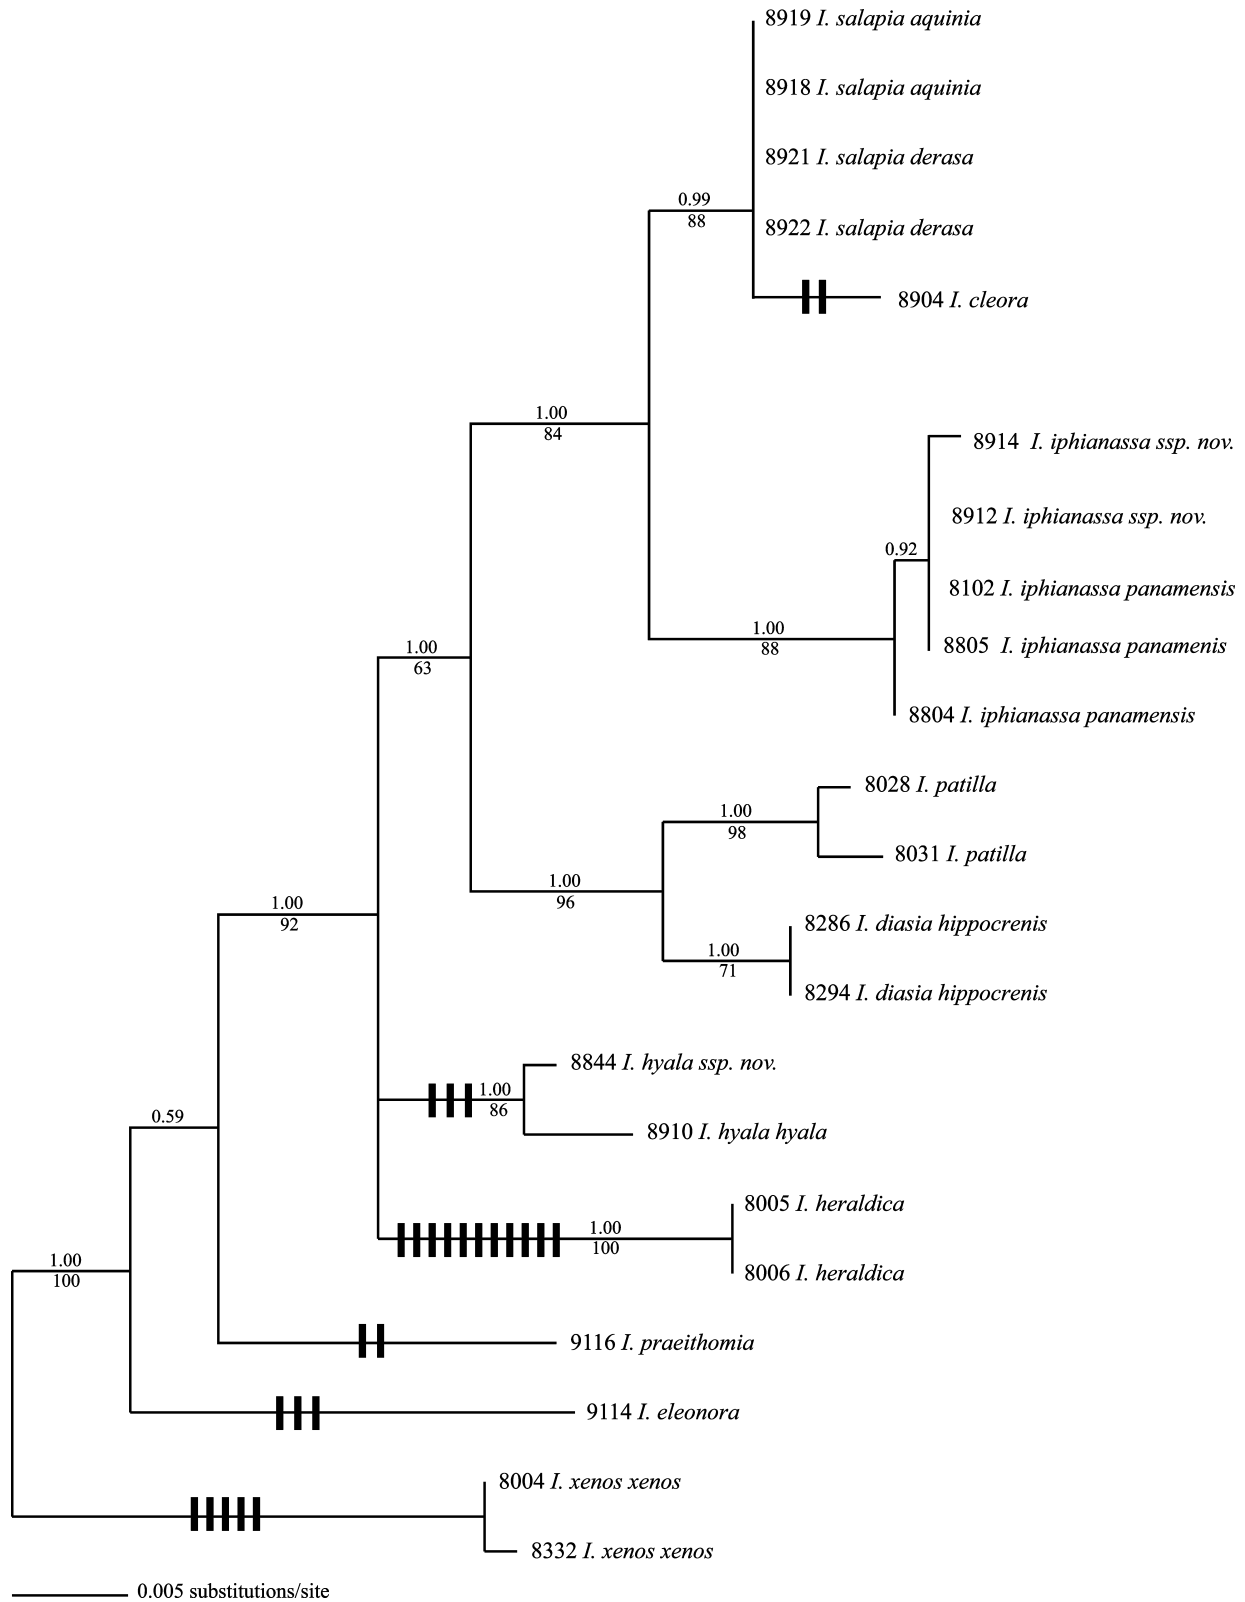 8919 I. salapia aquinia
8918 I. salapia aquinia
8921 I. salapia derasa
0.99
88
8922 I. salapia derasa
8904 I. cleora
1.00
84
8914 I. iphianassa ssp. nov.
8912 I. iphianassa ssp. nov.
0.92
8102 I. iphianassa panamensis
1.00
88
8805 I. iphianassa panamenis
1.00
63
8804 I. iphianassa panamensis
8028 I. patilla
1.00
98
8031 I. patilla
1.00
96
1.00
92
8286 I. diasia hippocrenis
1.00
71
8294 I. diasia hippocrenis
8844 I. hyala ssp. nov.
1.00
86
0.59
8910 I. hyala hyala
8005 I. heraldica
1.00
100
1.00
100
8006 I. heraldica
9116 I. praeithomia
9114 I. eleonora
8004 I. xenos xenos
8332 I. xenos xenos
0.005 substitutions/site